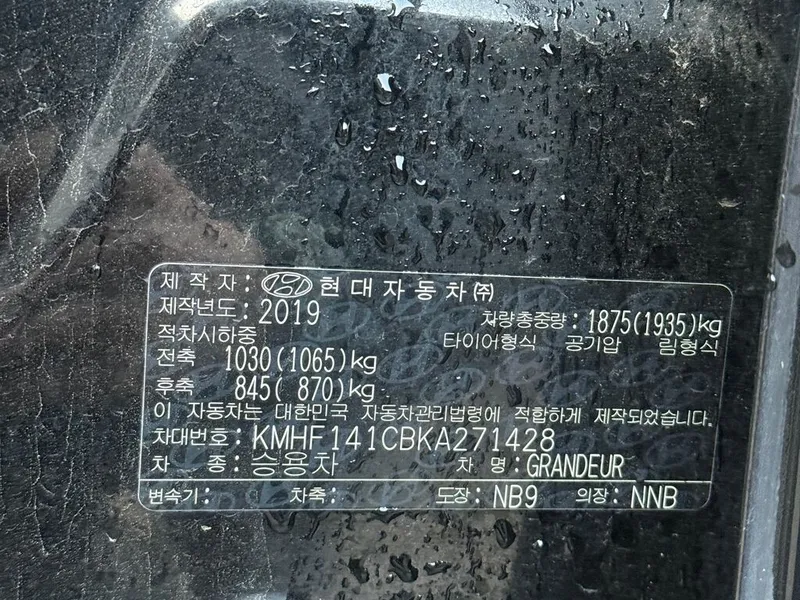 제작자: 현대자동차㈜
제작년도: 2019 차량총중량: 1875(1935)kg
적차시하중 타이어형식 공기압 림형식
전축 1030(1065)kg
후축 845( 870)kg
이 자동차는 대한민국 자동차관리법령에 적합하게 제작되었습니다.
차대번호: KMHF141CBKA271428
차 종: 승용차 차 명: GRANDEUR
변속기: 차축: 도장: NB9 의장: NNB